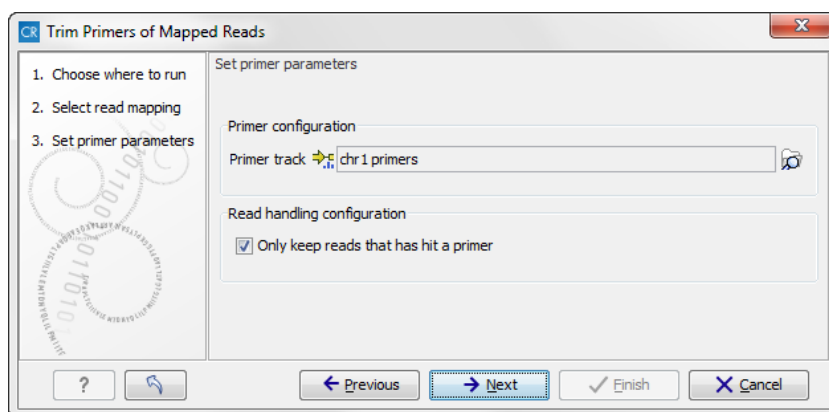 CR Trim Primers of Mapped Reads
X
1. Choose where to run
2. Select read mapping
3. Set primer parameters
Set primer parameters
Primer configuration
Primer track chr1 primers
Read handling configuration
Only keep reads that has hit a primer
? Previous Next Finish Cancel